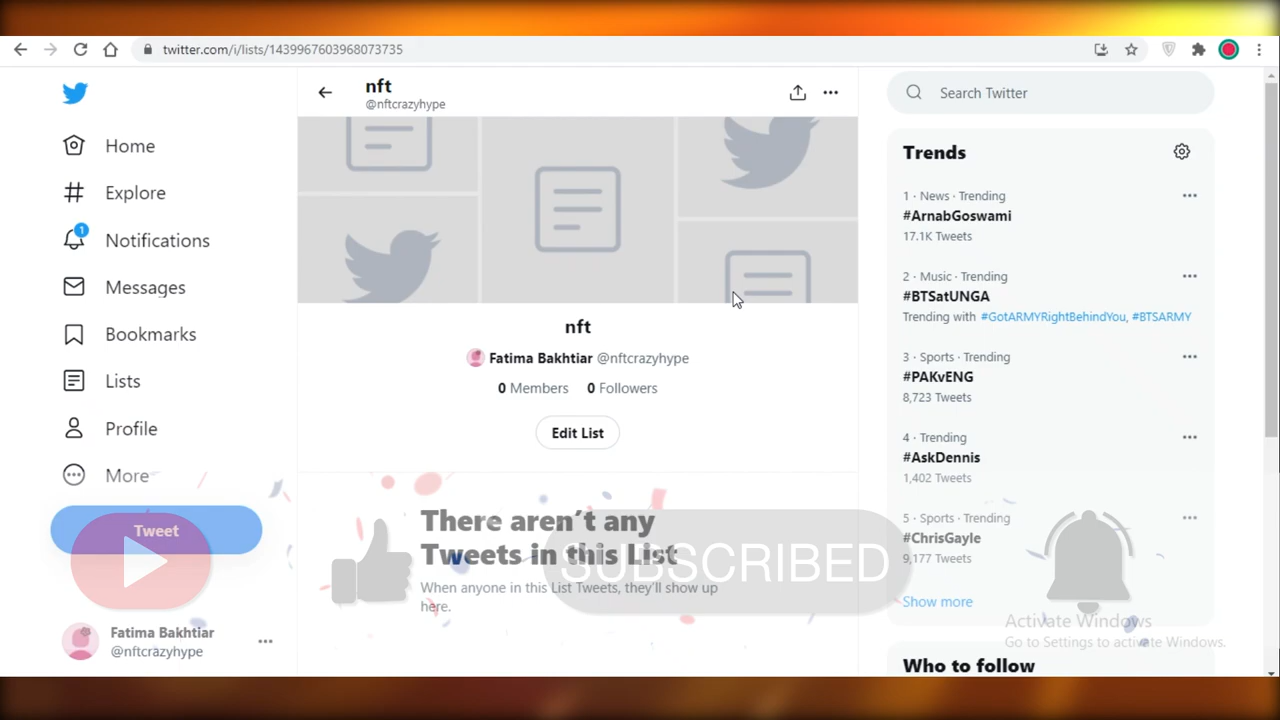 twitter.com/i/lists/1439967603968073735
nft
@nftcrazyhype
Search Twitter
Home
Explore
1
Notifications
Messages
Bookmarks
Lists
Profile
More
Tweet
Fatima Bakhtiar
@nftcrazyhype
nft
Fatima Bakhtiar @nftcrazyhype
0 Members 0 Followers
Edit List
There aren't any
Tweets in this List
When anyone in this List Tweets, they'll show up
here.
SUBSCRIBED
Trends
1 · News · Trending
#ArnabGoswami
17.1K Tweets
2 · Music · Trending
#BTSatUNGA
Trending with #GotARMYRightBehindYou, #BTSARMY
3 · Sports · Trending
#PAKvENG
8,723 Tweets
4 · Trending
#AskDennis
1,402 Tweets
5 · Sports · Trending
#ChrisGayle
9,177 Tweets
Show more
Activate Windows
Go to Settings to activate Windows.
Who to follow